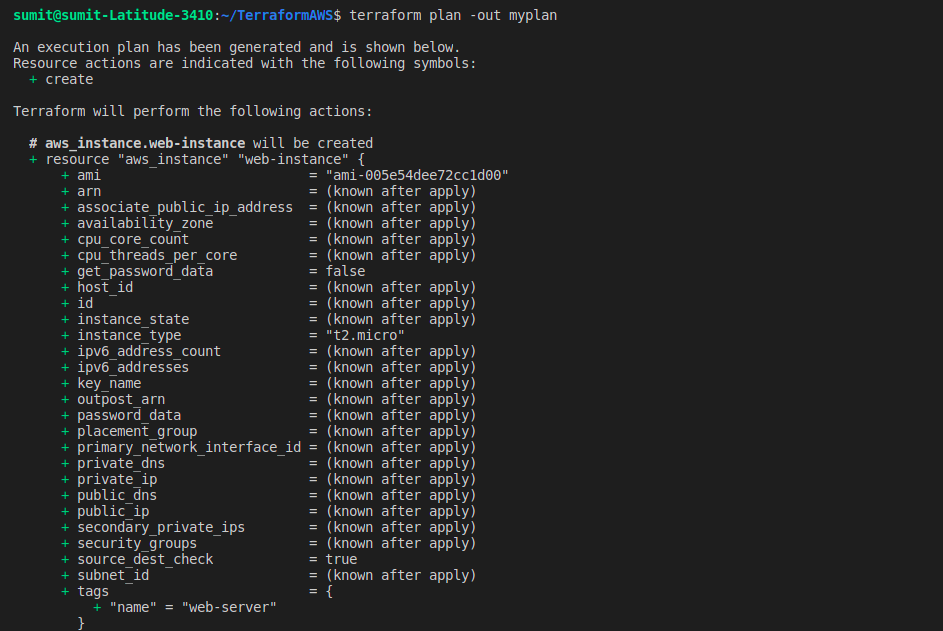 sumit@sumit-Latitude-3410:~/TerraformAWS$ terraform plan -out myplan
An execution plan has been generated and is shown below.
Resource actions are indicated with the following symbols:
  + create
Terraform will perform the following actions:
  # aws_instance.web-instance will be created
  + resource "aws_instance" "web-instance" {
      + ami                          = "ami-005e54dee72cc1d00"
      + arn                          = (known after apply)
      + associate_public_ip_address  = (known after apply)
      + availability_zone            = (known after apply)
      + cpu_core_count               = (known after apply)
      + cpu_threads_per_core         = (known after apply)
      + get_password_data            = false
      + host_id                      = (known after apply)
      + id                           = (known after apply)
      + instance_state               = (known after apply)
      + instance_type                = "t2.micro"
      + ipv6_address_count           = (known after apply)
      + ipv6_addresses               = (known after apply)
      + key_name                     = (known after apply)
      + outpost_arn                  = (known after apply)
      + password_data                = (known after apply)
      + placement_group              = (known after apply)
      + primary_network_interface_id = (known after apply)
      + private_dns                  = (known after apply)
      + private_ip                   = (known after apply)
      + public_dns                   = (known after apply)
      + public_ip                    = (known after apply)
      + secondary_private_ips        = (known after apply)
      + security_groups              = (known after apply)
      + source_dest_check            = true
      + subnet_id                    = (known after apply)
      + tags                         = {
          + "name" = "web-server"
        }